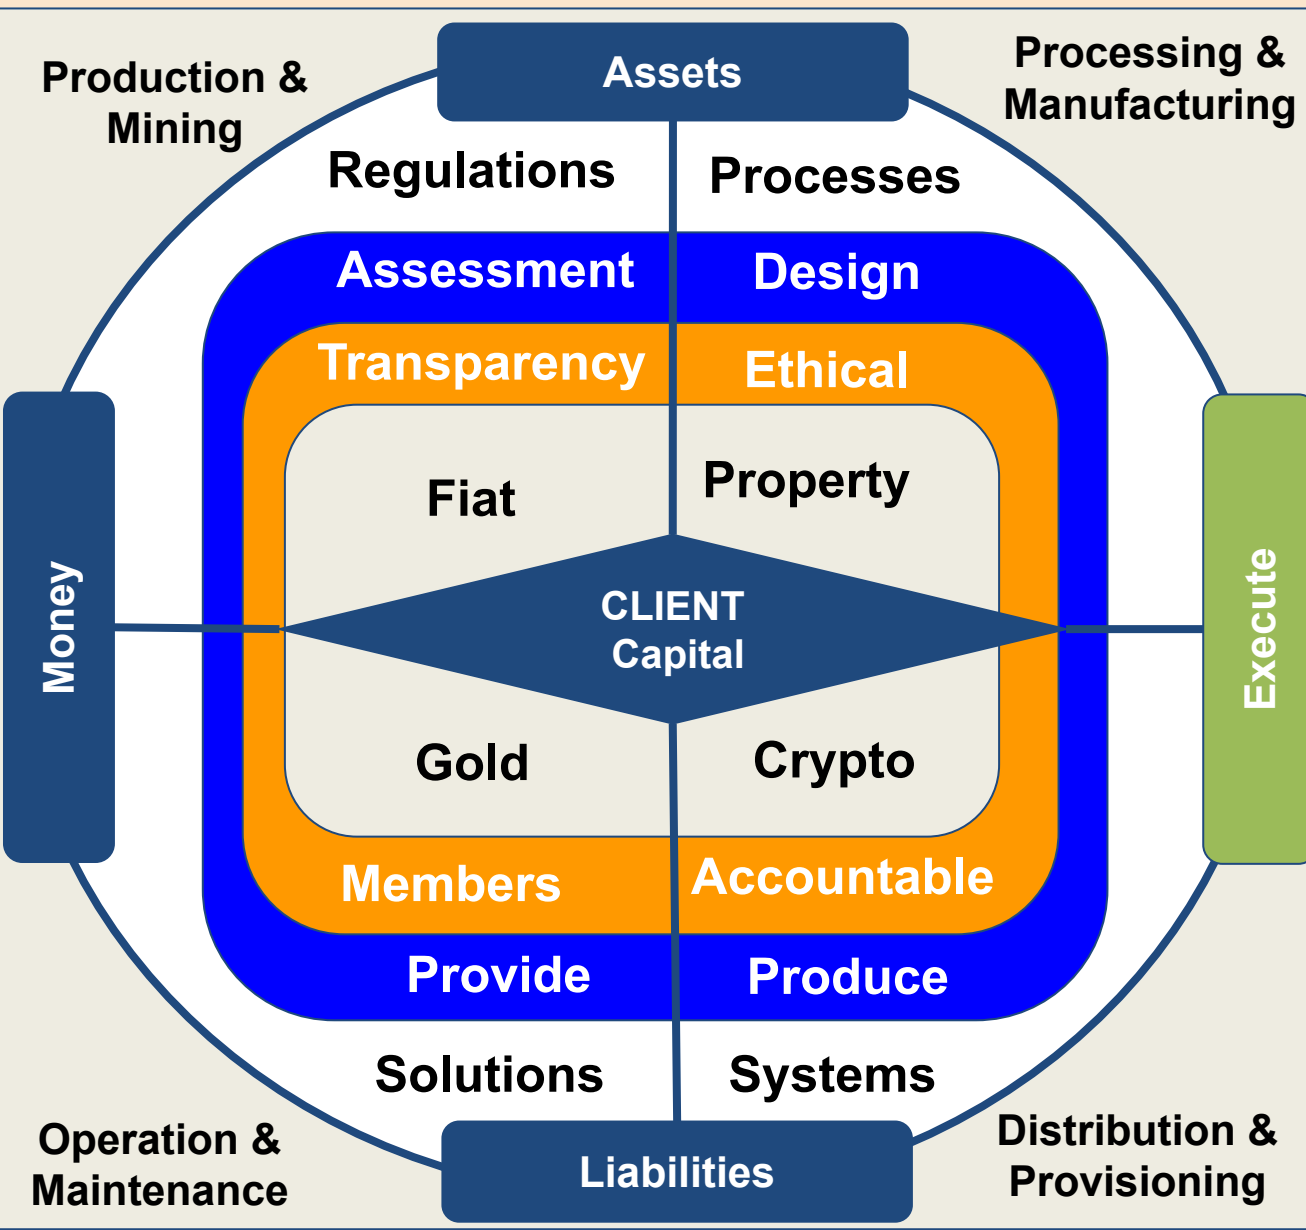 Production &
Mining
Assets
Processing &
Manufacturing
Regulations
Processes
Assessment
Design
Transparency
Ethical
Fiat
Property
Money
CLIENT
Capital
Execute
Gold
Crypto
Members
Accountable
Provide
Produce
Solutions
Systems
Operation &
Maintenance
Liabilities
Distribution &
Provisioning